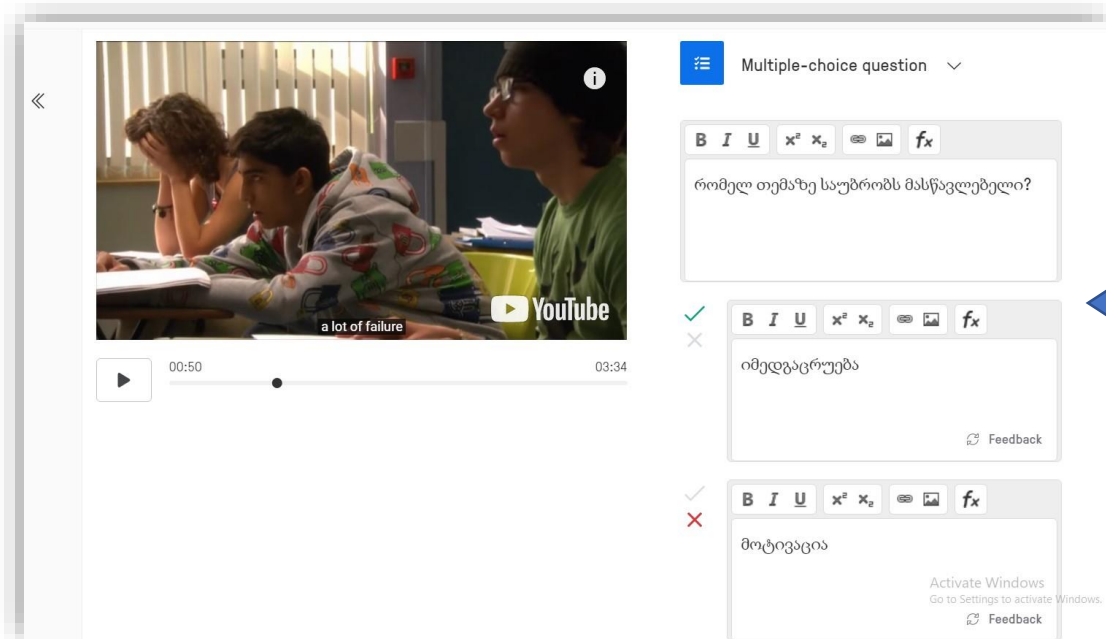 Multiple-choice question
B I U x² x₂ fx
რომელ თემაზე საუბრობს მასწავლებელი?
YouTube
a lot of failure
00:50 03:34
B I U x² x₂ fx
იმედგაცრუება
Feedback
B I U x² x₂ fx
მოტივაცია
Activate Windows
Go to Settings to activate Windows.
Feedback